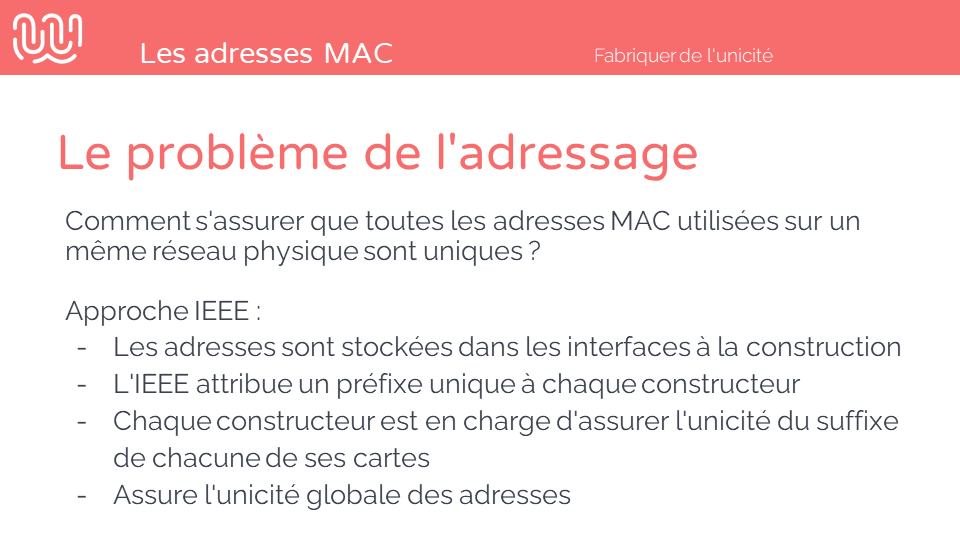 Les adresses MAC
Fabriquer de l'unicité
Le problème de l'adressage
Comment s'assurer que toutes les adresses MAC utilisées sur un
même réseau physique sont uniques ?
Approche IEEE :
- Les adresses sont stockées dans les interfaces à la construction
- L'IEEE attribue un préfixe unique à chaque constructeur
- Chaque constructeur est en charge d'assurer l'unicité du suffixe
de chacune de ses cartes
- Assure l'unicité globale des adresses